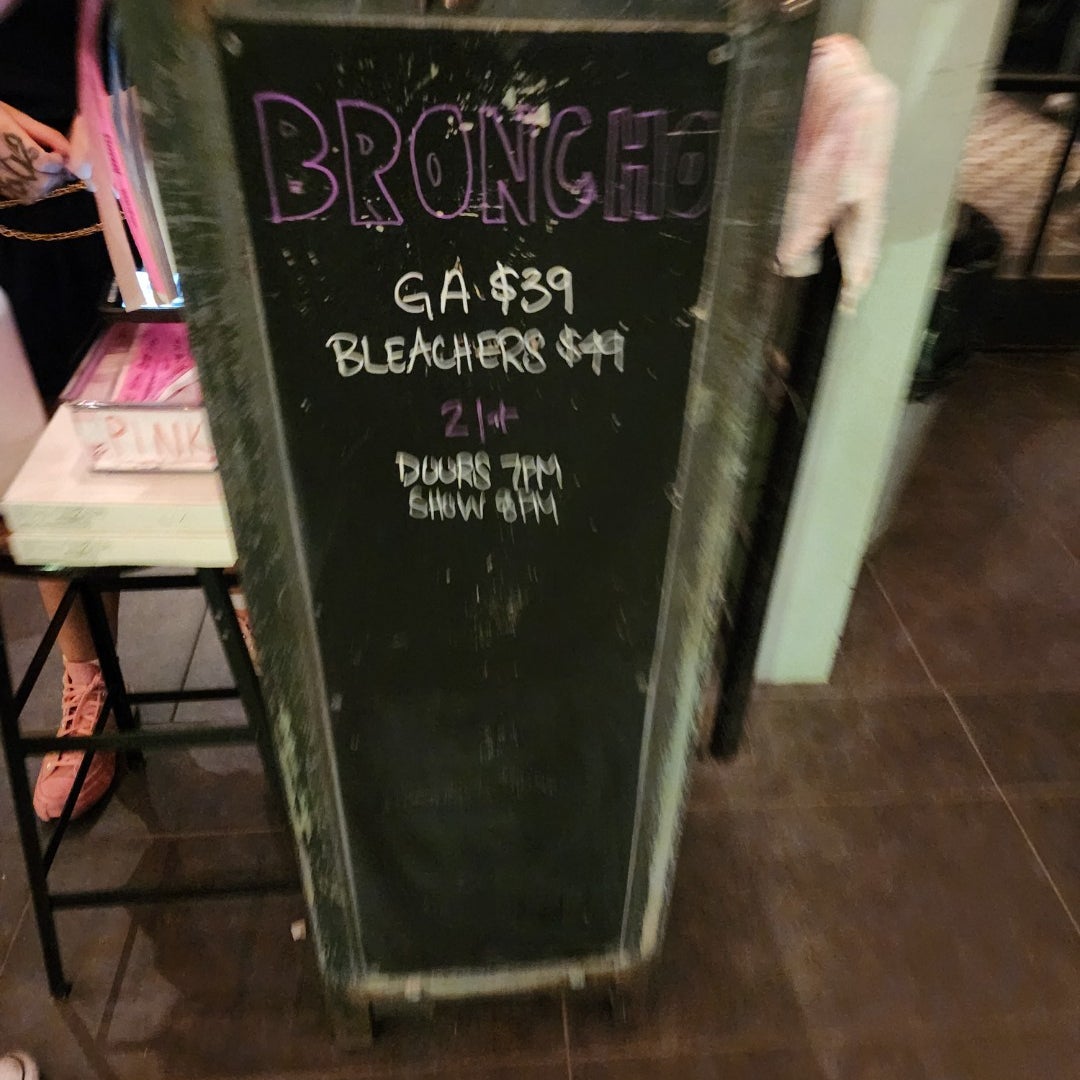 BRONCHO
GA $39
BLEACHERS $49
21+
DOORS 7PM
SHOW 8PM
PINK